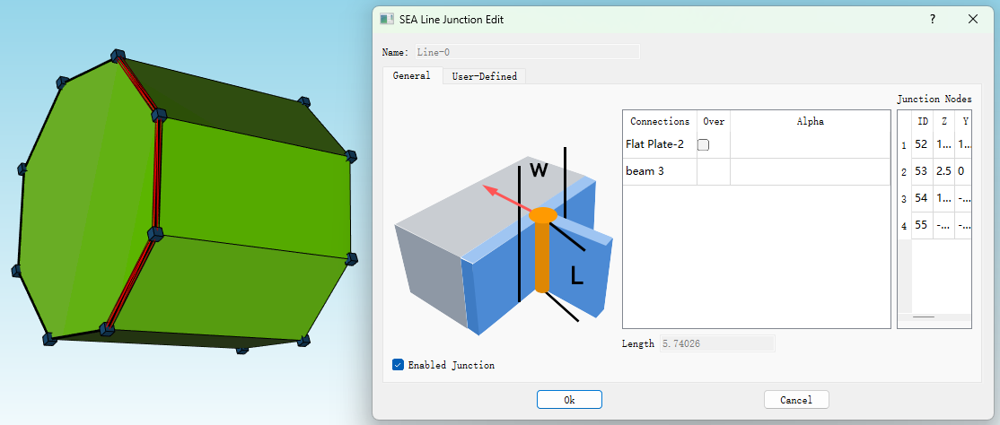 SEA Line Junction Edit
?
Name: Line-0
General User-Defined
Junction Nodes
Connections Over Alpha
ID Z Y
Flat Plate-2
1 52 1... 1...
beam 3
2 53 2.5 0
3 54 1... -...
4 55 -... -...
W
L
Length 5.74026
Enabled Junction
Ok Cancel